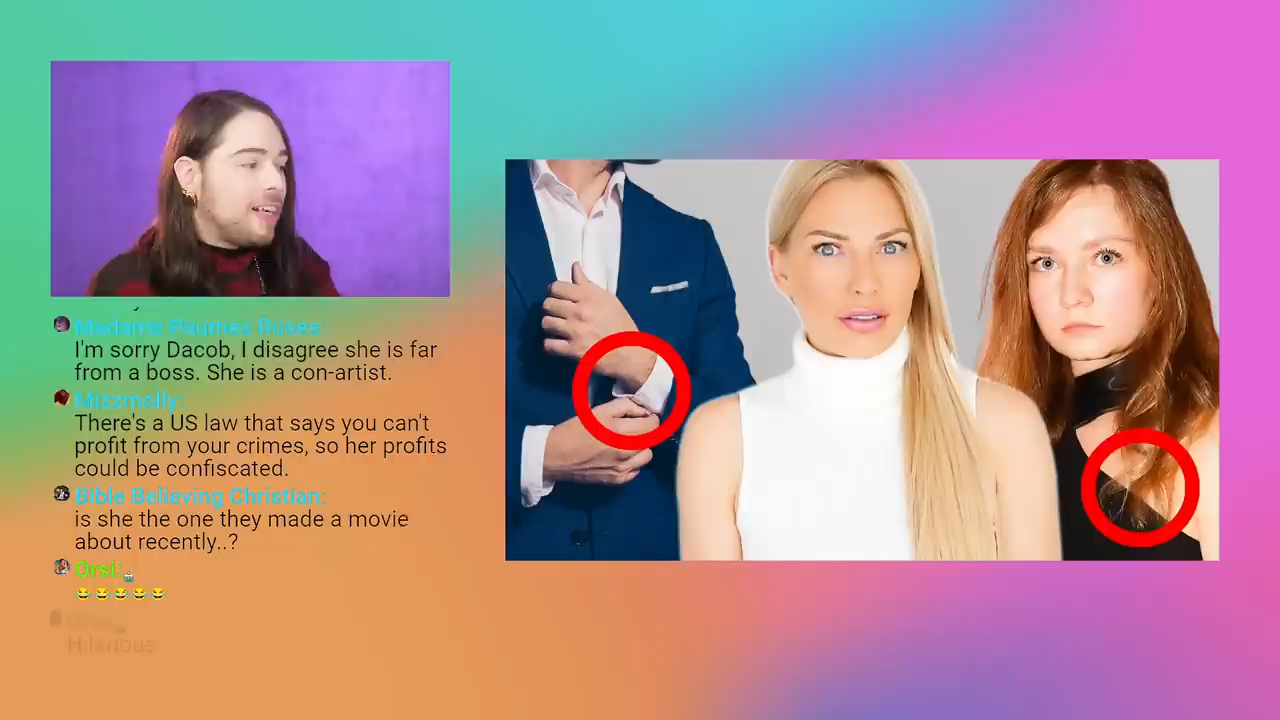 Madame Paumes Roses:
I'm sorry Dacob, I disagree she is far
from a boss. She is a con-artist.
Mizzmolly:
There's a US law that says you can't
profit from your crimes, so her profits
could be confiscated.
Bible Believing Christian:
is she the one they made a movie
about recently..?
Orsi:
Hilarious